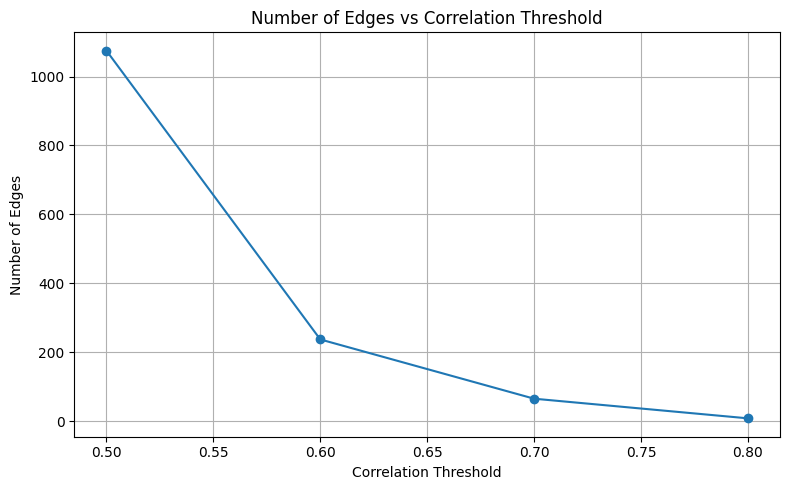 Number of Edges vs Correlation Threshold
Number of Edges
1000
800
600
400
200
0
0.50 0.55 0.60 0.65 0.70 0.75 0.80
Correlation Threshold